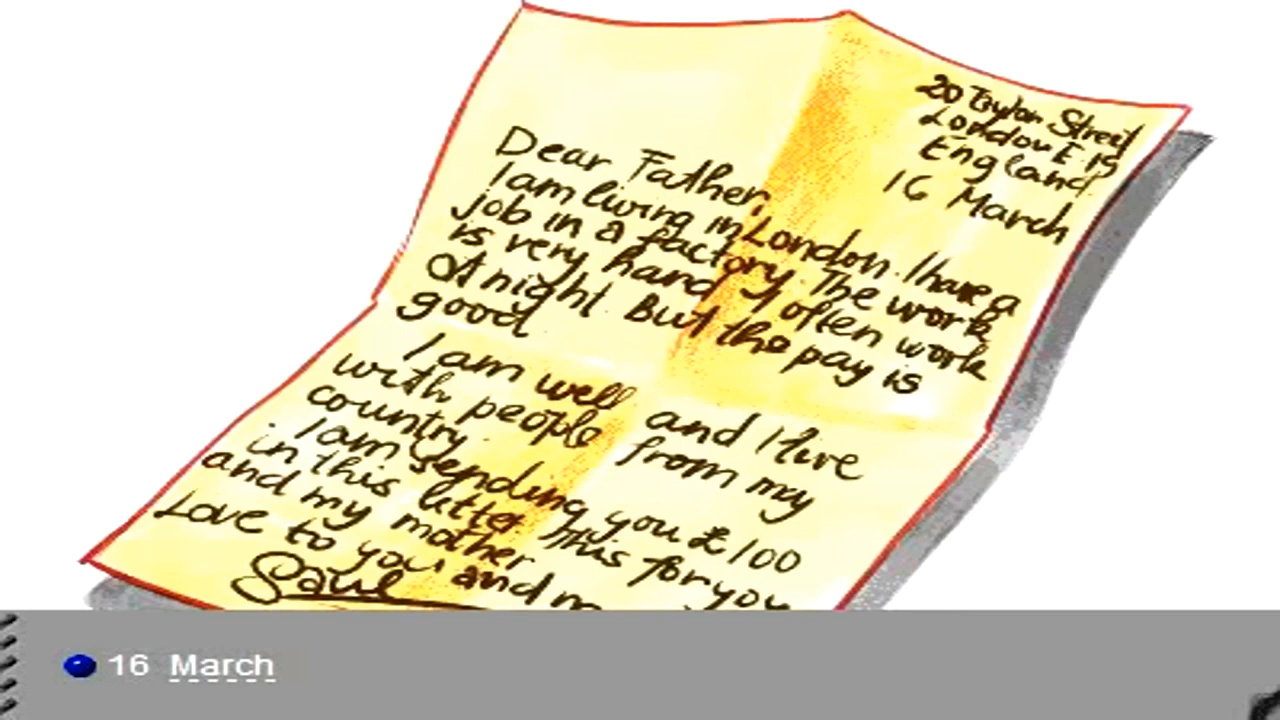 20 Taylor Street
London E 19
England
16 March
Dear Father,
I am living in London. I have a
job in a factory. The work
is very hard I often work
at night. But the pay is
good
I am well and I live
with people from my
country.
I am sending you £100
in this letter This for you
and my mother
Love to you and
Saul
16 March